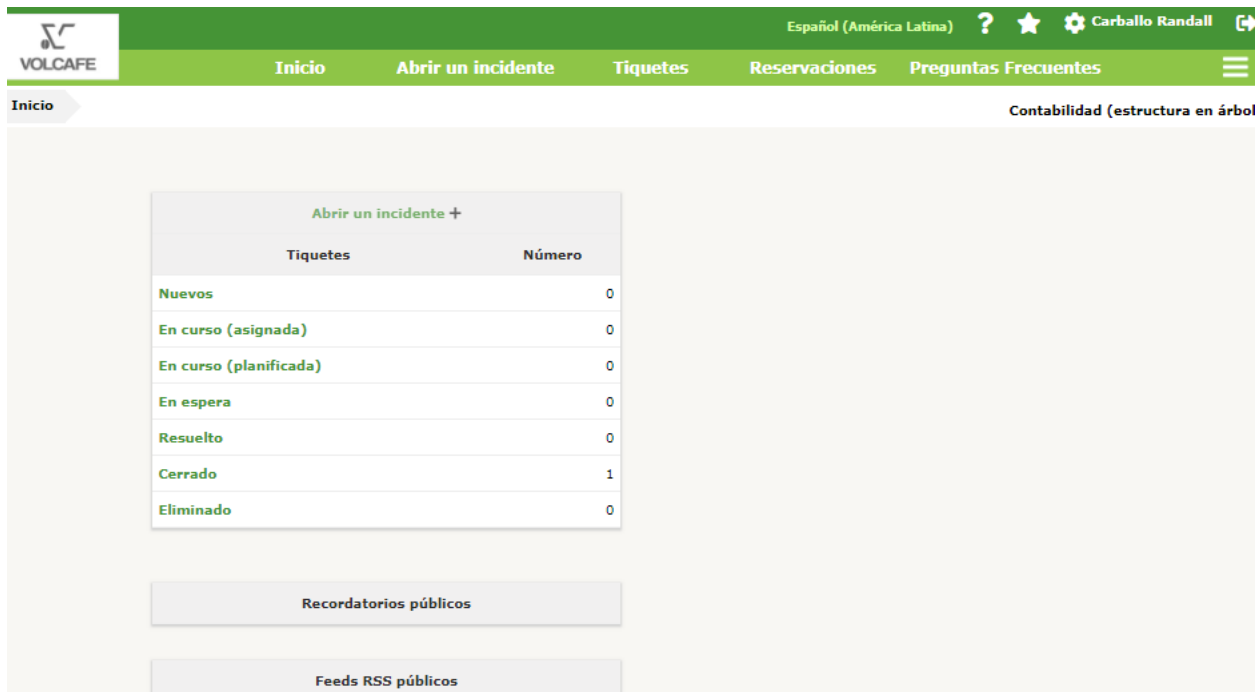 Español (América Latina) ? Carballo Randall
VOLCAFE
Inicio Abrir un incidente Tiquetes Reservaciones Preguntas Frecuentes
Inicio
Contabilidad (estructura en árbol
Abrir un incidente +
Tiquetes Número
Nuevos 0
En curso (asignada) 0
En curso (planificada) 0
En espera 0
Resuelto 0
Cerrado 1
Eliminado 0
Recordatorios públicos
Feeds RSS públicos